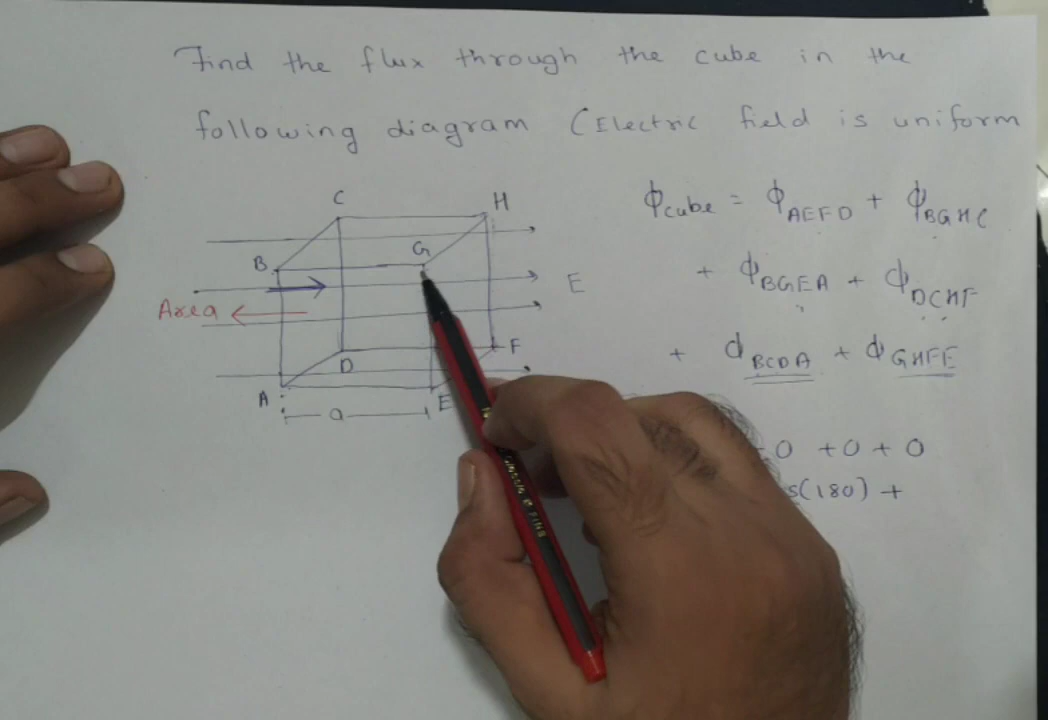 Find the flux through the cube in the
following diagram (Electric field is uniform
C
H
B
G
E
Area
D
F
A
E
a
ϕcube = ϕAEFD + ϕBGHC
+ ϕBGEA + ϕDCHF
+ ϕBCDA + ϕGHFE
0 + 0 + 0
s(180) +